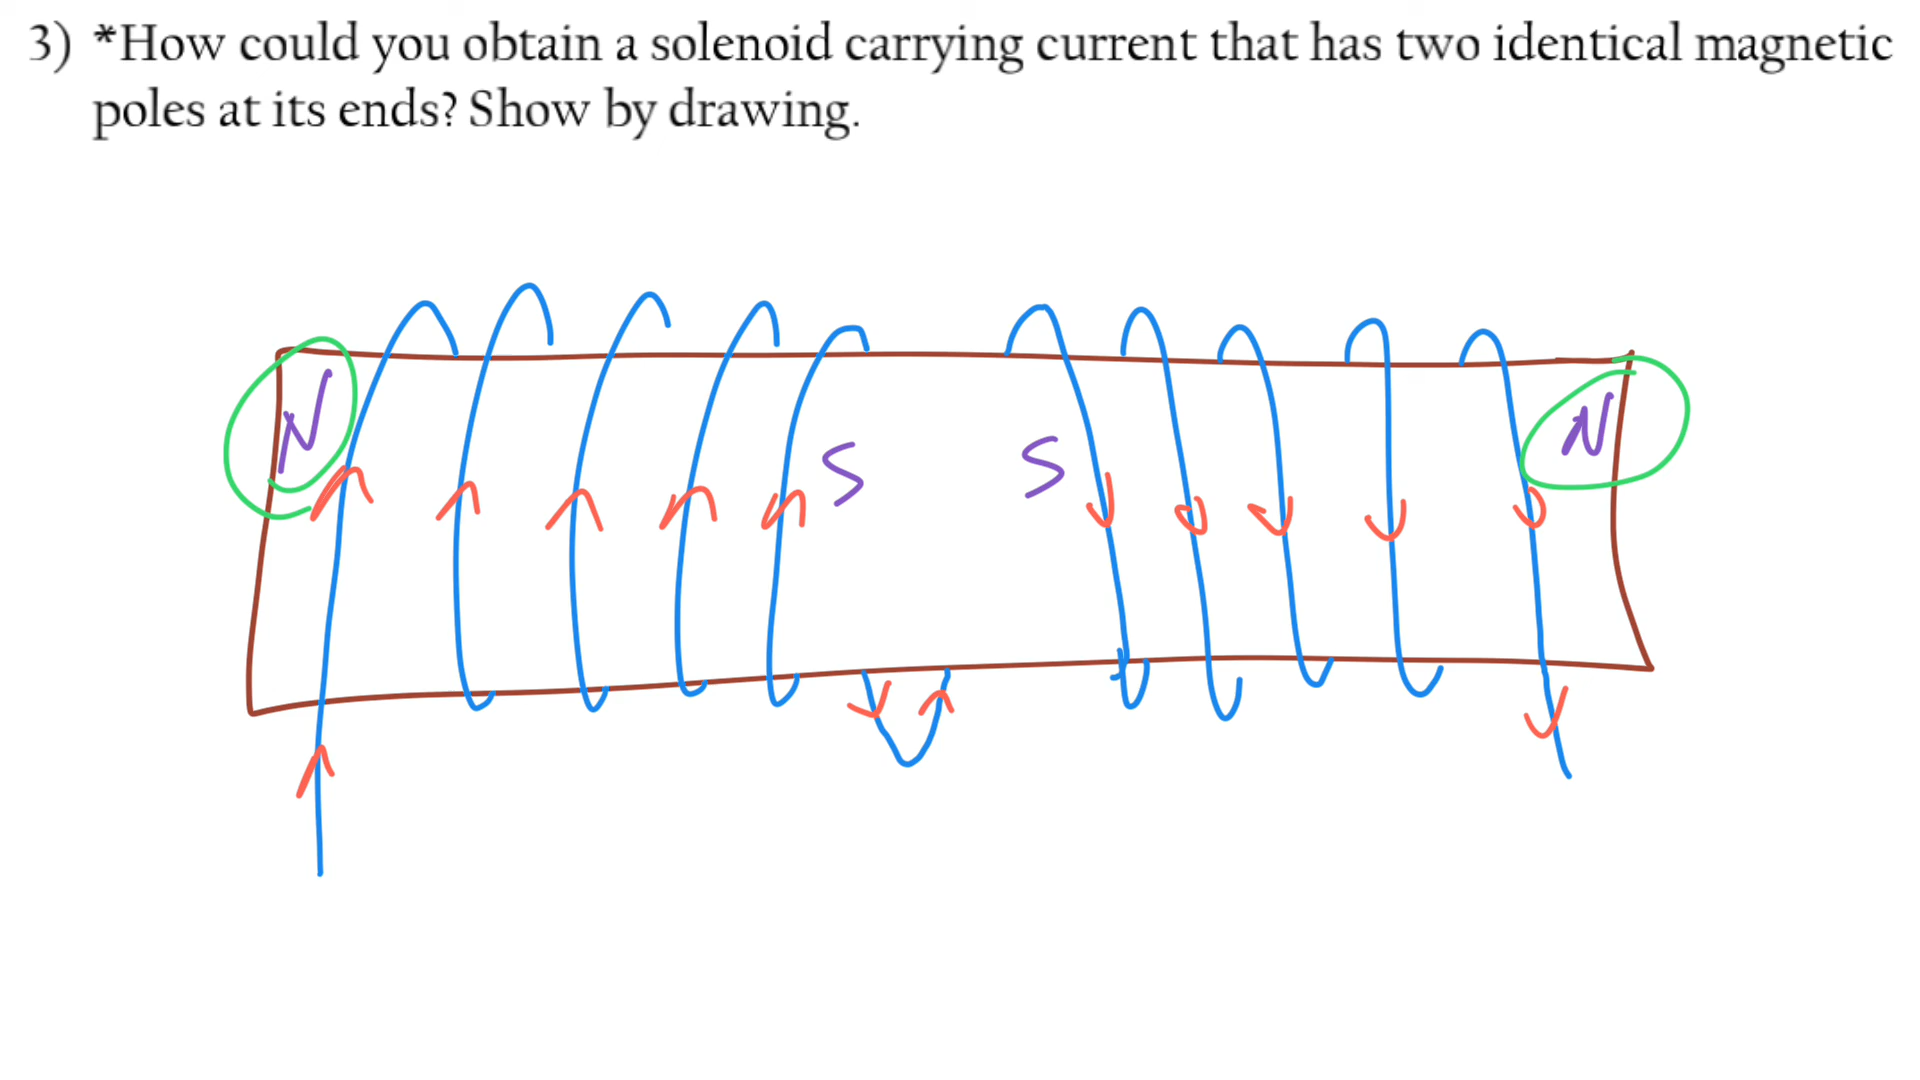 3) *How could you obtain a solenoid carrying current that has two identical magnetic
poles at its ends? Show by drawing.
N S S N